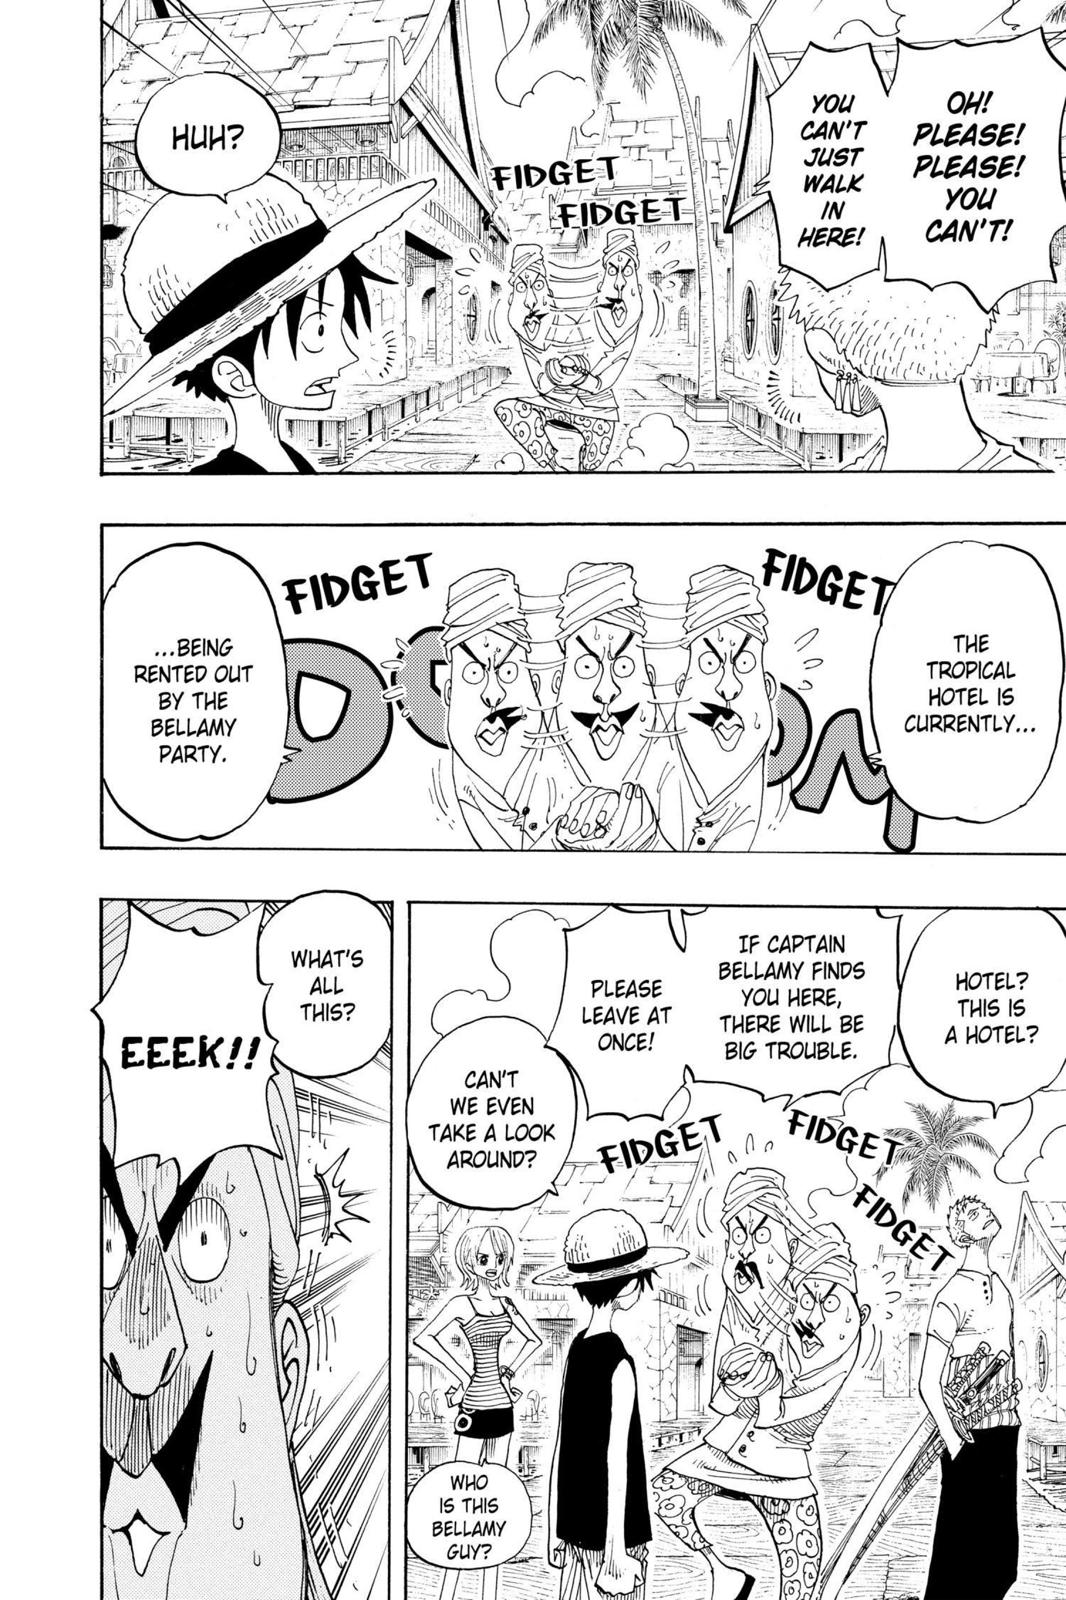 OH!
PLEASE!
PLEASE!
YOU
CAN'T!
YOU
CAN'T
JUST
WALK
IN
HERE!
FIDGET
FIDGET
HUH?
THE
TROPICAL
HOTEL IS
CURRENTLY...
FIDGET
FIDGET
DOOM
...BEING
RENTED OUT
BY THE
BELLAMY
PARTY.
HOTEL?
THIS IS
A HOTEL?
IF CAPTAIN
BELLAMY FINDS
YOU HERE,
THERE WILL BE
BIG TROUBLE.
PLEASE
LEAVE AT
ONCE!
CAN'T
WE EVEN
TAKE A LOOK
AROUND?
FIDGET
FIDGET
FIDGET
WHO
IS THIS
BELLAMY
GUY?
WHAT'S
ALL
THIS?
EEEK!!